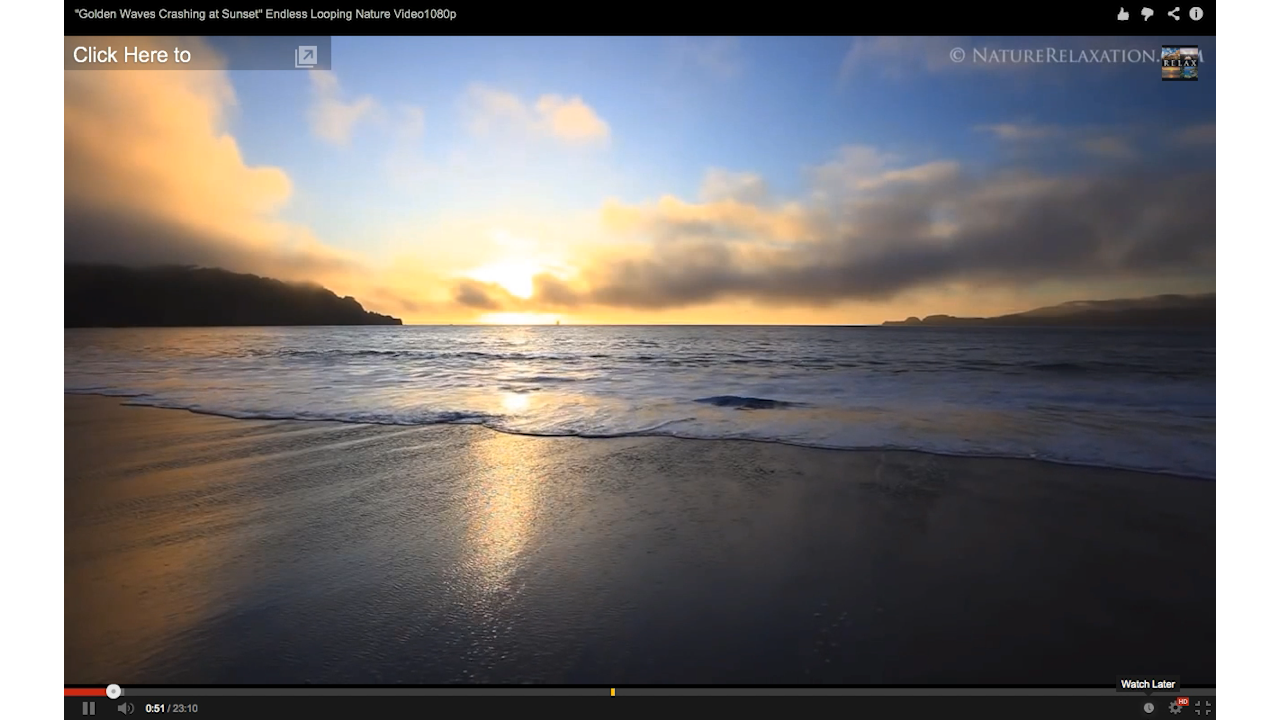 "Golden Waves Crashing at Sunset" Endless Looping Nature Video1080p
Click Here to
© NATURERELAXATION.
RELAX
Watch Later
0:51 / 23:10
HD